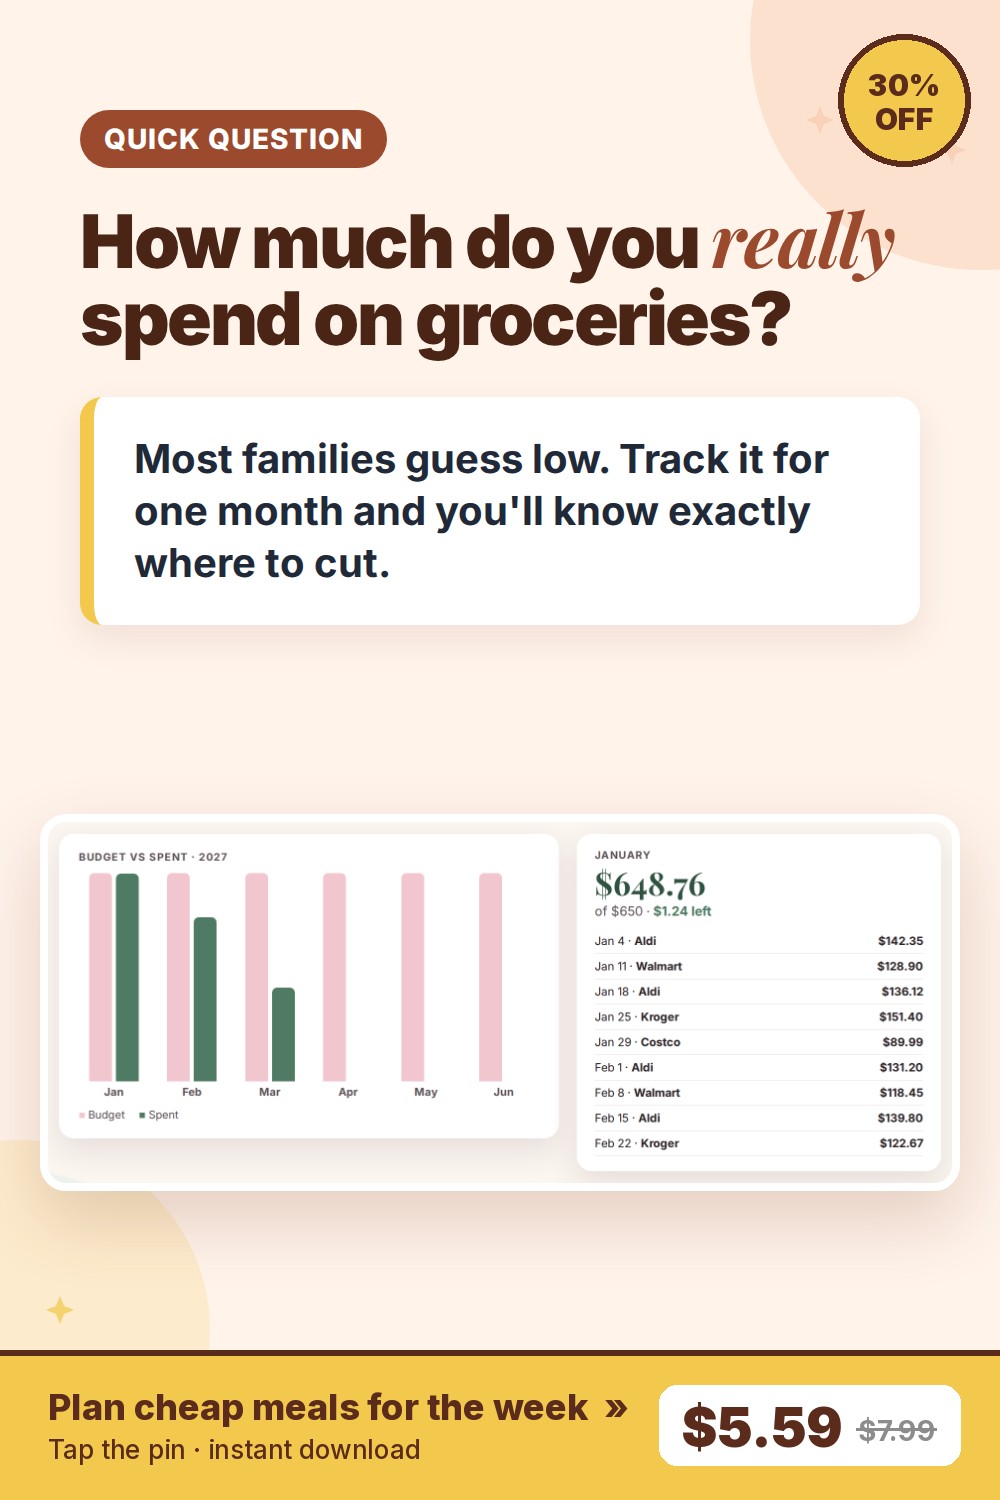 30%
OFF
QUICK QUESTION
How much do you really
spend on groceries?
Most families guess low. Track it for
one month and you'll know exactly
where to cut.
BUDGET VS SPENT · 2027
Jan Feb Mar Apr May Jun
Budget Spent
JANUARY
$648.76
of $650 · $1.24 left
Jan 4 · Aldi $142.35
Jan 11 · Walmart $128.90
Jan 18 · Aldi $136.12
Jan 25 · Kroger $151.40
Jan 29 · Costco $89.99
Feb 1 · Aldi $131.20
Feb 8 · Walmart $118.45
Feb 15 · Aldi $139.80
Feb 22 · Kroger $122.67
Plan cheap meals for the week »
Tap the pin · instant download
$5.59 $7.99